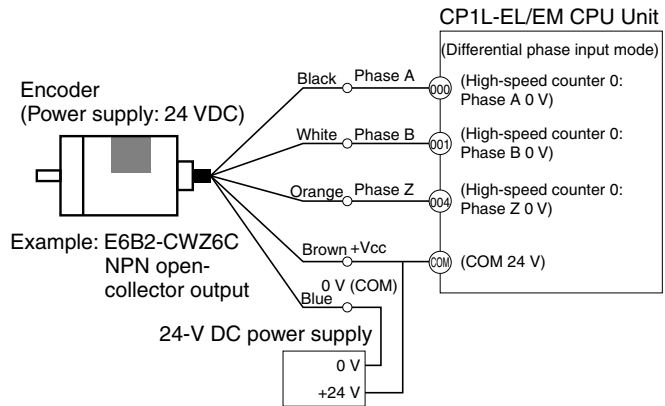 CP1L-EL/EM CPU Unit
(Differential phase input mode)
Encoder
(Power supply: 24 VDC)
Black Phase A 000 (High-speed counter 0:
Phase A 0 V)
White Phase B 001 (High-speed counter 0:
Phase B 0 V)
Orange Phase Z 004 (High-speed counter 0:
Phase Z 0 V)
Example: E6B2-CWZ6C
NPN open-
collector output
Brown +Vcc COM (COM 24 V)
0 V (COM)
Blue
24-V DC power supply
0 V
+24 V